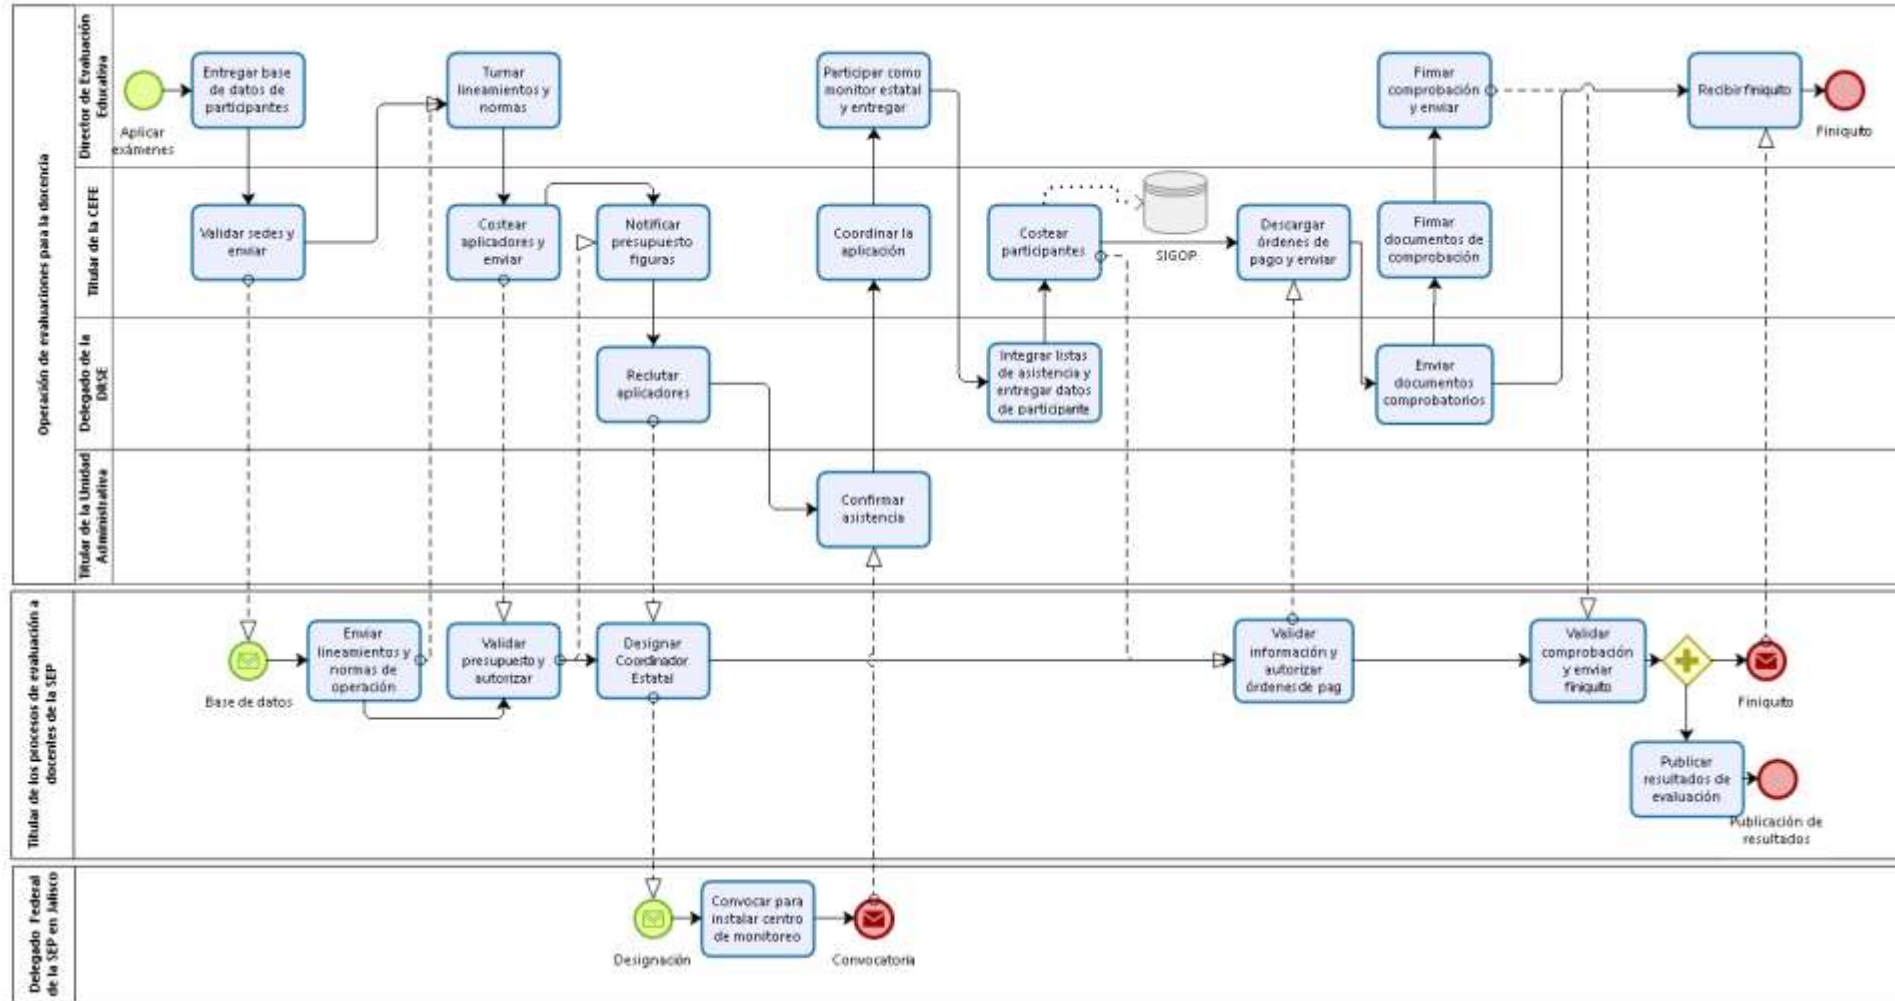 Operación de evaluaciones para la docencia
Director de Evaluación
Educativa
Aplicar
exámenes
Entregar base
de datos de
participantes
Turnar
lineamientos y
normas
Participar como
monitor estatal
y entregar
Firmar
comprobación
y enviar
Recibir finiquito
Finiquito
Titular de la CEFE
Validar sedes y
enviar
Costear
aplicadores y
enviar
Notificar
presupuesto
figuras
Coordinar la
aplicación
Costear
participantes
SIGOP
Descargar
órdenes de
pago y enviar
Firmar
documentos de
comprobación
Delegado de la
DRSE
Reclutar
aplicadores
Integrar listas
de asistencia y
entregar datos
de participante
Enviar
documentos
comprobatorios
Titular de la Unidad
Administrativa
Confirmar
asistencia
Titular de los procesos de evaluación a
docentes de la SEP
Base de datos
Enviar
lineamientos y
normas de
operación
Validar
presupuesto y
autorizar
Designar
Coordinador
Estatal
Validar
información y
autorizar
órdenes de pag
Validar
comprobación
y enviar
finiquito
Finiquito
Publicar
resultados de
evaluación
Publicación de
resultados
Delegado Federal
de la SEP en Jalisco
Designación
Convocar para
instalar centro
de monitoreo
Convocatoria